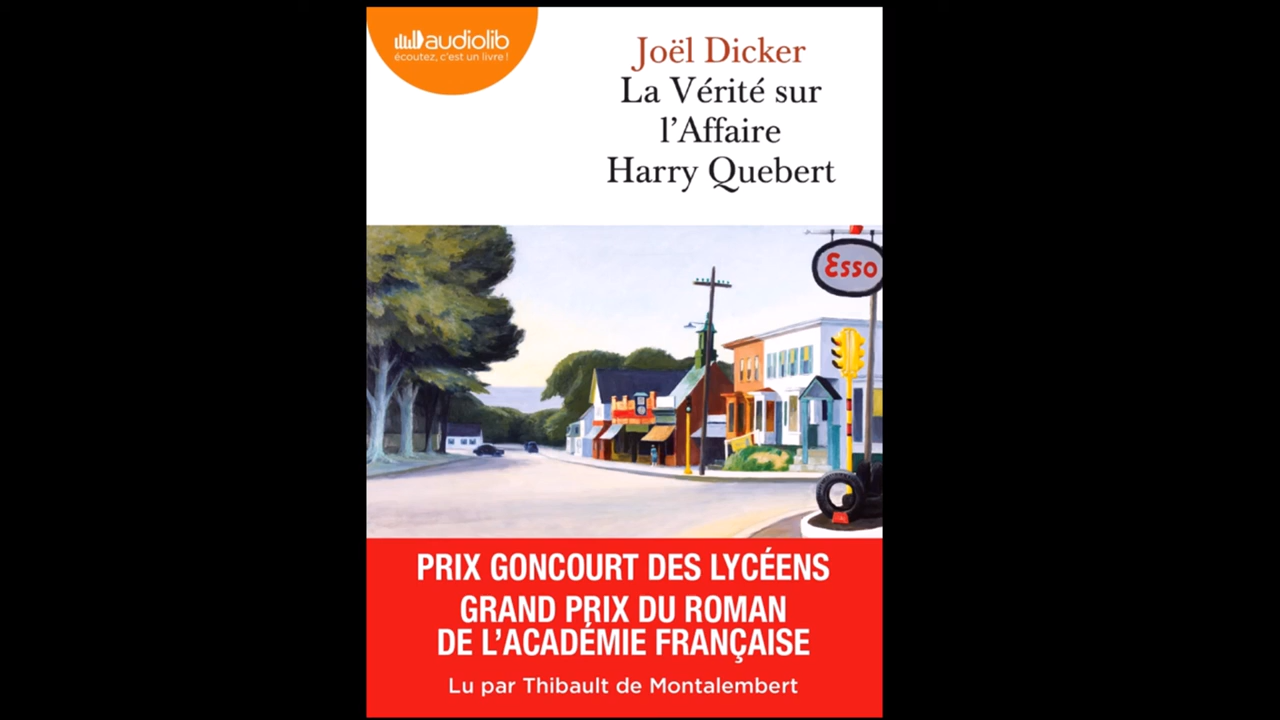 audiolib
écoutez, c'est un livre !
Joël Dicker
La Vérité sur
l'Affaire
Harry Quebert
Esso
PRIX GONCOURT DES LYCÉENS
GRAND PRIX DU ROMAN
DE L'ACADÉMIE FRANÇAISE
Lu par Thibault de Montalembert